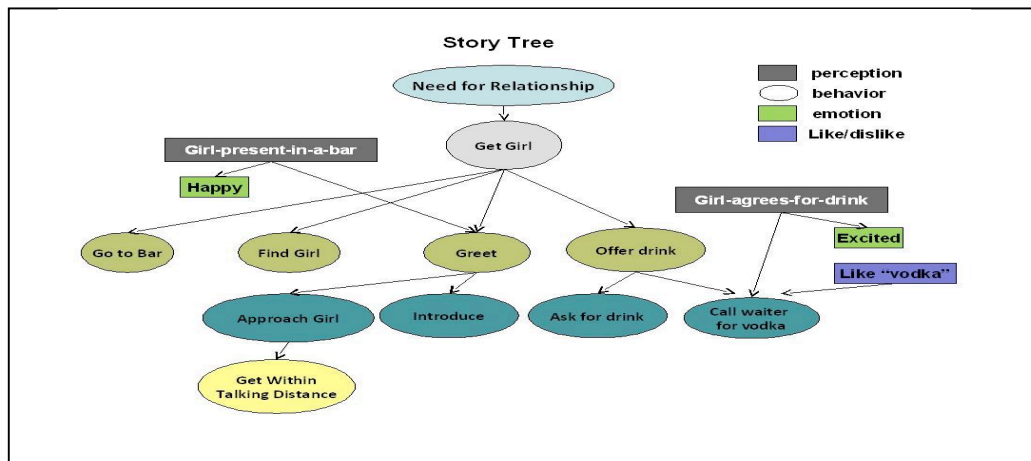 Story Tree
Need for Relationship
perception
behavior
emotion
Like/dislike
Girl-present-in-a-bar
Get Girl
Happy
Girl-agrees-for-drink
Go to Bar
Find Girl
Greet
Offer drink
Excited
Like “vodka”
Approach Girl
Introduce
Ask for drink
Call waiter
for vodka
Get Within
Talking Distance